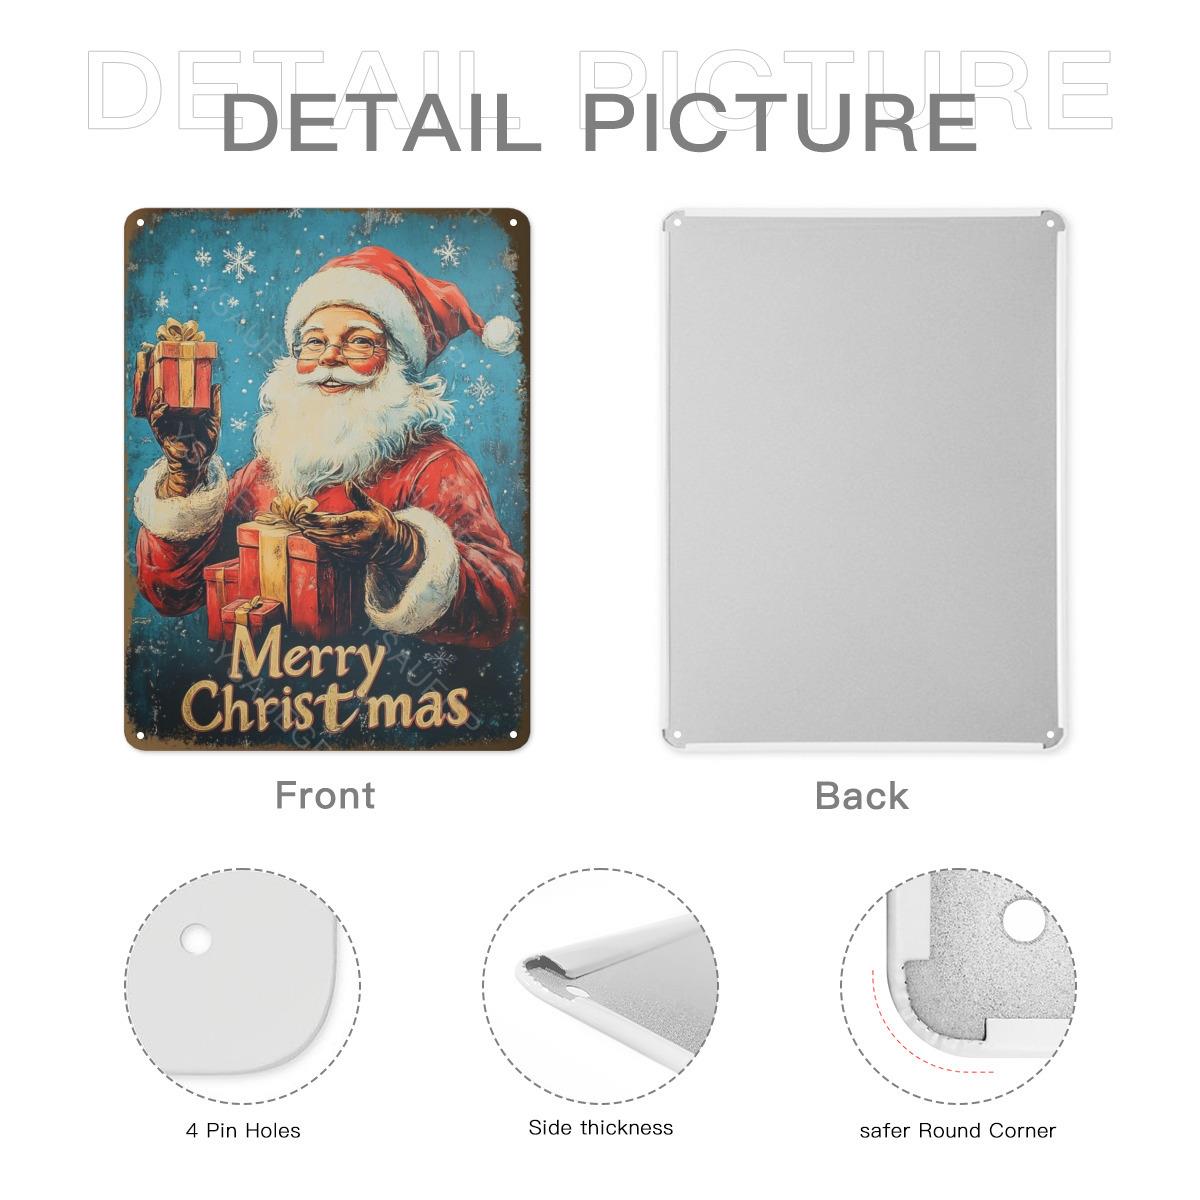 DETAIL PICTURE
DETAIL PICTURE
Merry
Christmas
Front
Back
4 Pin Holes
Side thickness
safer Round Corner